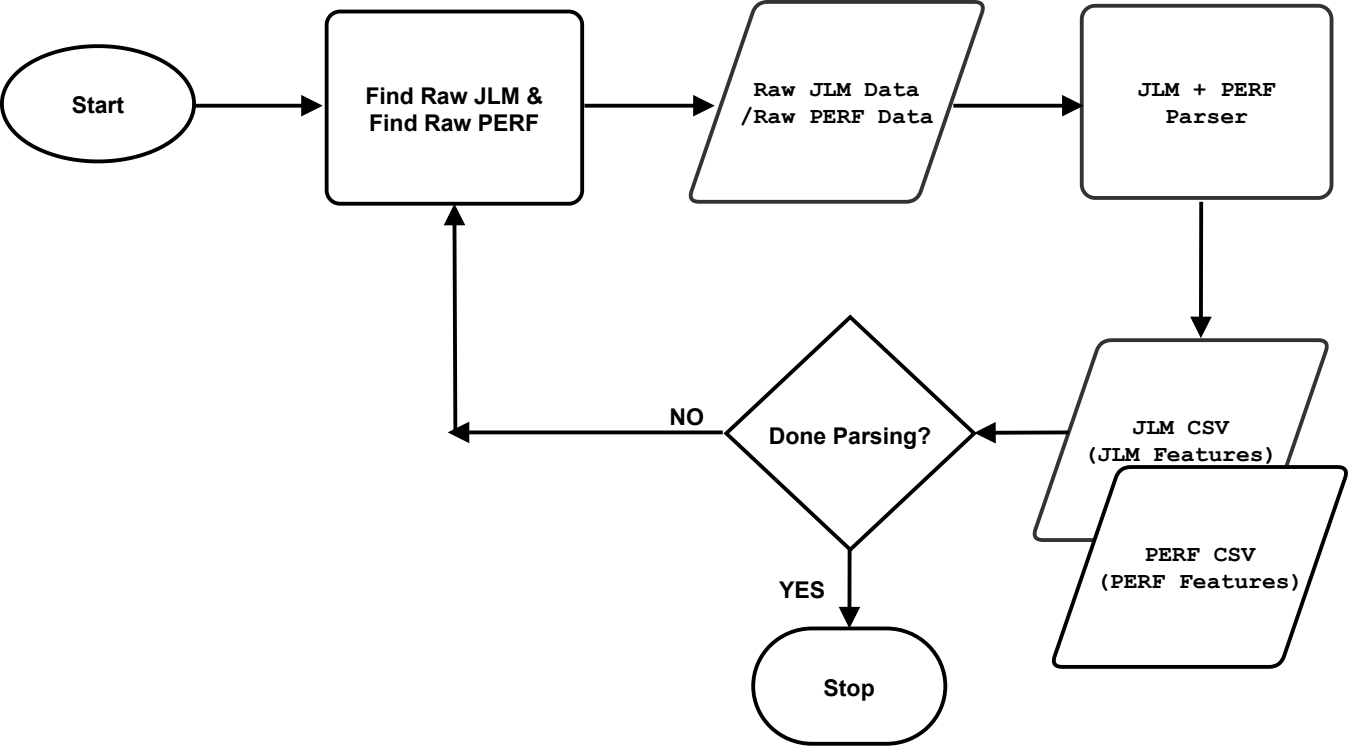 Start
Find Raw JLM &
Find Raw PERF
Raw JLM Data
/Raw PERF Data
JLM + PERF
Parser
JLM CSV
(JLM Features)
PERF CSV
(PERF Features)
Done Parsing?
NO
YES
Stop